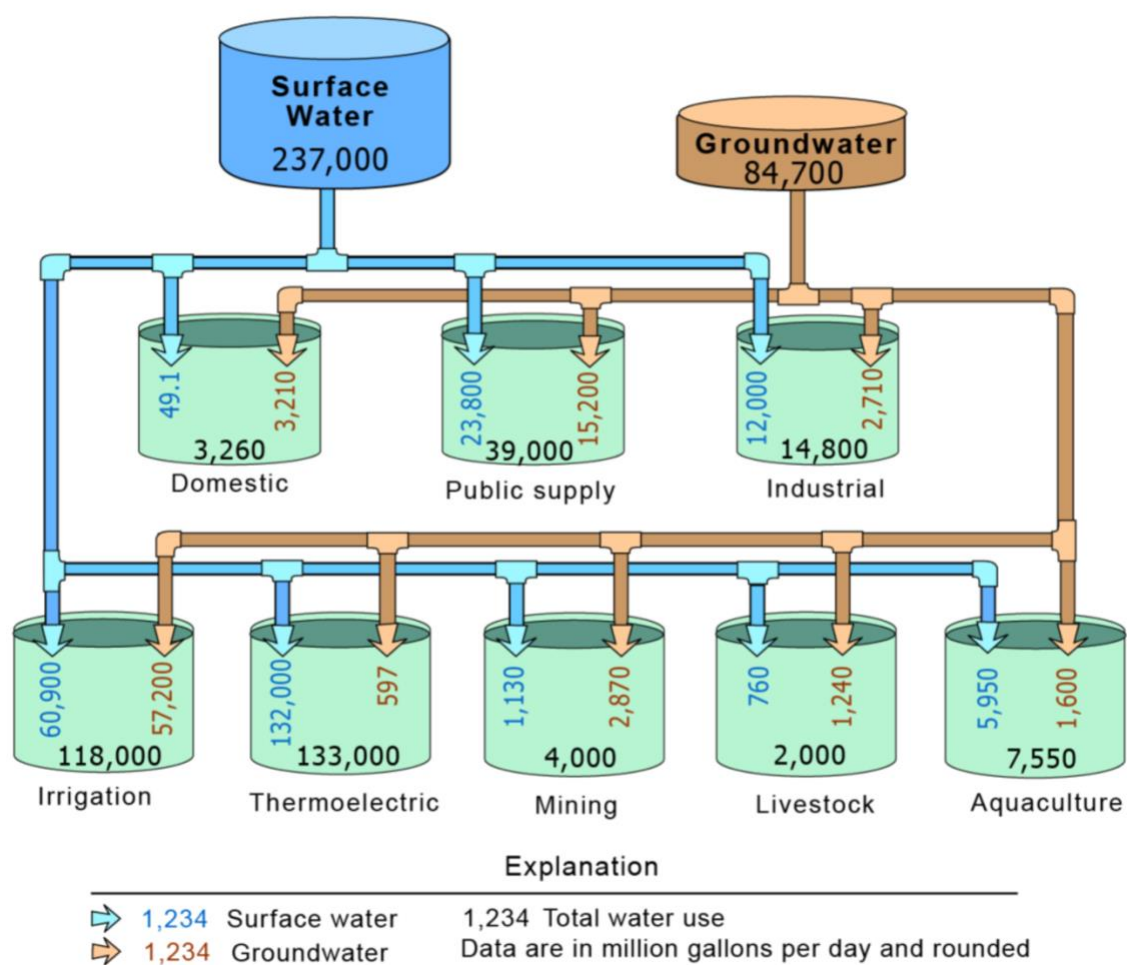 Surface
Water
237,000
Groundwater
84,700
49.1
3,210
3,260
Domestic
23,800
15,200
39,000
Public supply
12,000
2,710
14,800
Industrial
60,900
57,200
118,000
Irrigation
132,000
597
133,000
Thermoelectric
1,130
2,870
4,000
Mining
760
1,240
2,000
Livestock
5,950
1,600
7,550
Aquaculture
Explanation
1,234 Surface water
1,234 Total water use
1,234 Groundwater
Data are in million gallons per day and rounded